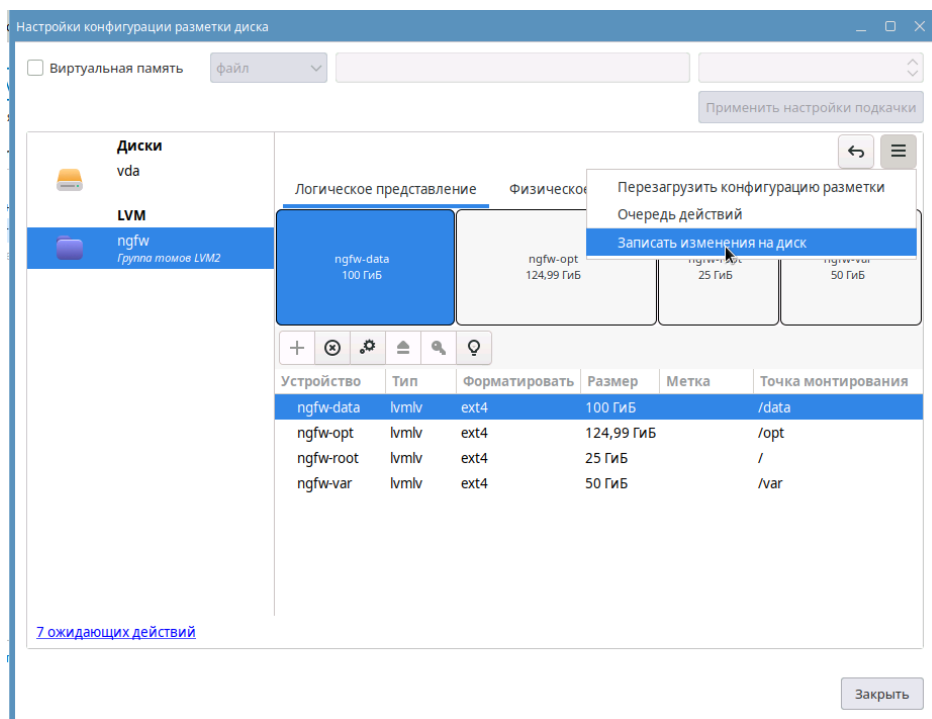 Настройки конфигурации разметки диска
Виртуальная память файл
Применить настройки подкачки
Диски
vda
LVM
ngfw
Группа томов LVM2
Перезагрузить конфигурацию разметки
Очередь действий
Записать изменения на диск
Логическое представление Физическое
ngfw-data ngfw-opt
100 ГиБ 124,99 ГиБ 25 ГиБ 50 ГиБ
Устройство Тип Форматировать Размер Метка Точка монтирования
ngfw-data lvmlv ext4 100 ГиБ /data
ngfw-opt lvmlv ext4 124,99 ГиБ /opt
ngfw-root lvmlv ext4 25 ГиБ /
ngfw-var lvmlv ext4 50 ГиБ /var
7 ожидающих действий
Закрыть